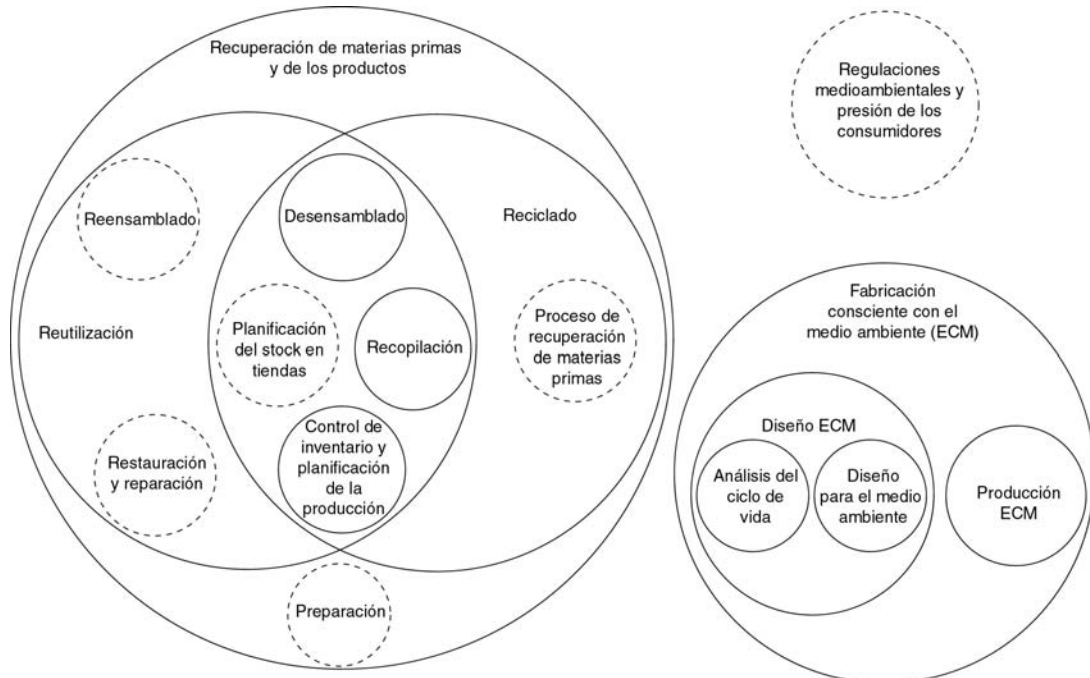 Recuperación de materias primas
y de los productos
Regulaciones
medioambientales y
presión de los
consumidores
Reensamblado
Desensamblado
Reciclado
Reutilización
Planificación
del stock en
tiendas
Recopilación
Proceso de
recuperación
de materias
primas
Restauración
y reparación
Control de
inventario y
planificación
de la
producción
Preparación
Fabricación
consciente con el
medio ambiente (ECM)
Diseño ECM
Análisis del
ciclo de
vida
Diseño
para el medio
ambiente
Producción
ECM